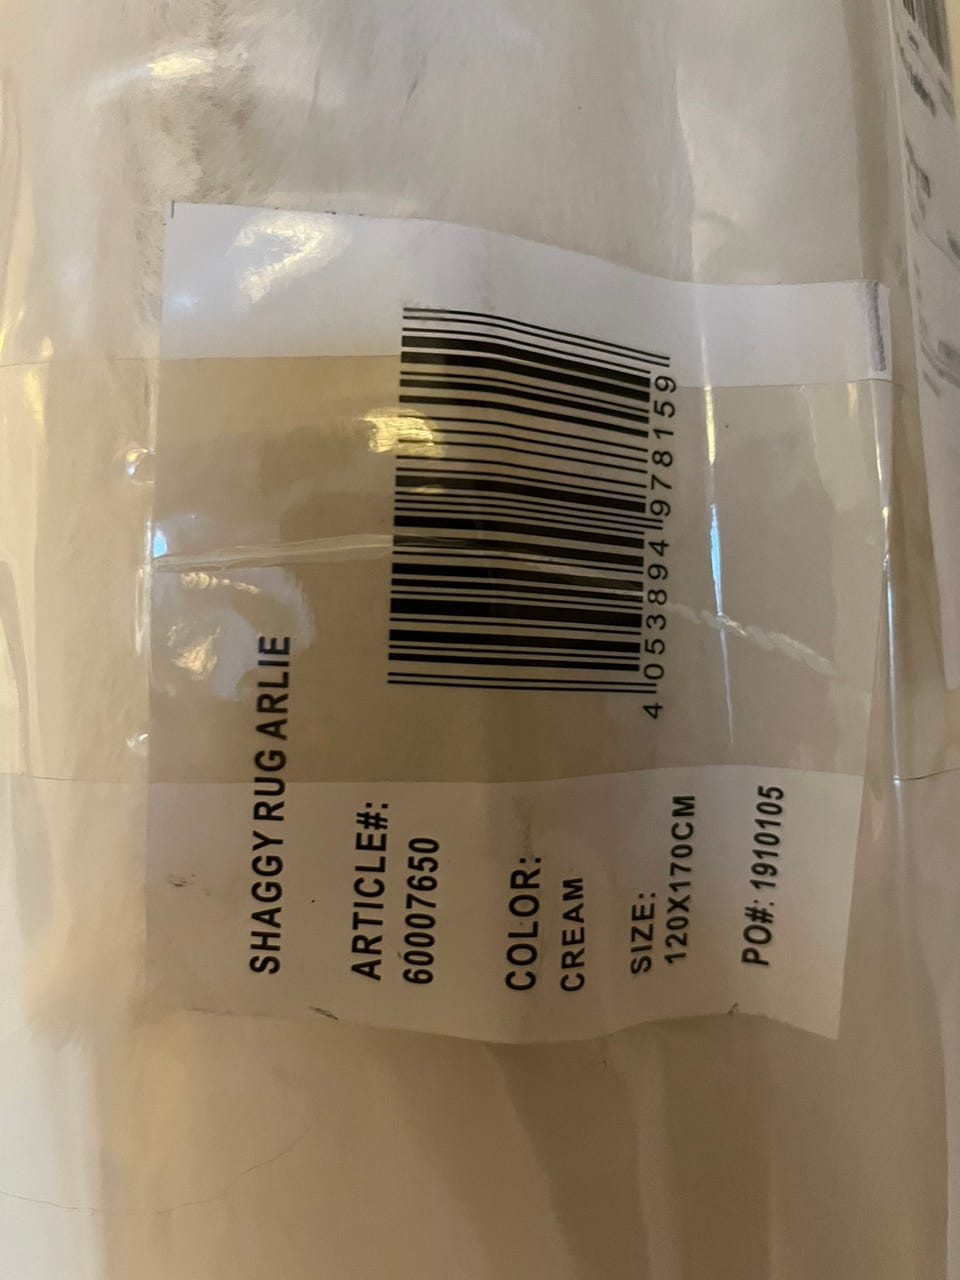 SHAGGY RUG ARLIE
ARTICLE#:
60007650
COLOR:
CREAM
SIZE:
120X170CM
PO#: 1910105
4 053894 978159